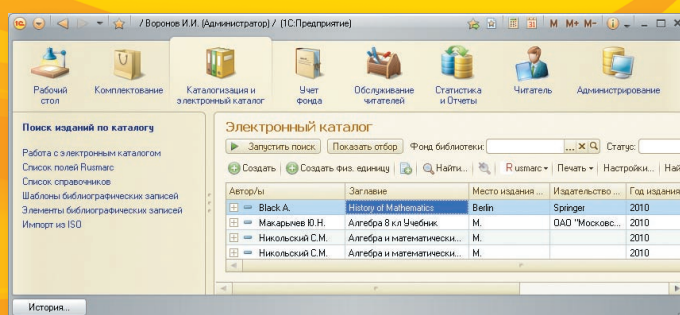 / Воронов И.И. (Администратор) / (1С:Предприятие)
M M+ M-
Рабочий стол
Комплектование
Каталогизация и электронный каталог
Учет фонда
Обслуживание читателей
Статистика и Отчеты
Читатель
Администрирование
Поиск изданий по каталогу
Работа с электронным каталогом
Список полей Rusmarc
Список справочников
Шаблоны библиографических записей
Элементы библиографических записей
Импорт из ISO
Электронный каталог
Запустить поиск Показать отбор Фонд библиотеки: ... Статус:
Создать Создать физ. единицу Найти... Rusmarc Печать Настройки... Най
Автор/ы Заглавие Место издания ... Издательство ... Год издания
Black A. History of Mathematics Berlin Springer 2010
Макарычев Ю.Н. Алгебра 8 кл Учебник М. ОАО "Московс... 2010
Никольский С.М. Алгебра и математически... М. 2010
Никольский С.М. Алгебра и математически... М. 2010
История...